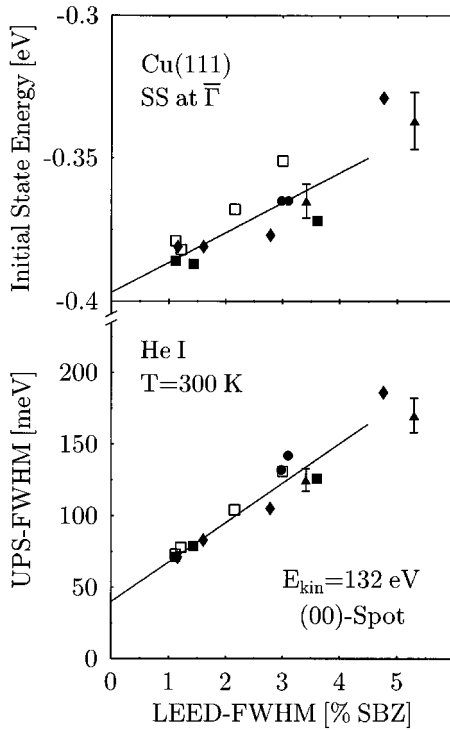 -0.3
-0.35
-0.4
Initial State Energy [eV]
Cu(111)
SS at Γ̅
He I
T=300 K
200
150
100
50
0
UPS-FWHM [meV]
E_kin=132 eV
(00)-Spot
0 1 2 3 4 5
LEED-FWHM [% SBZ]